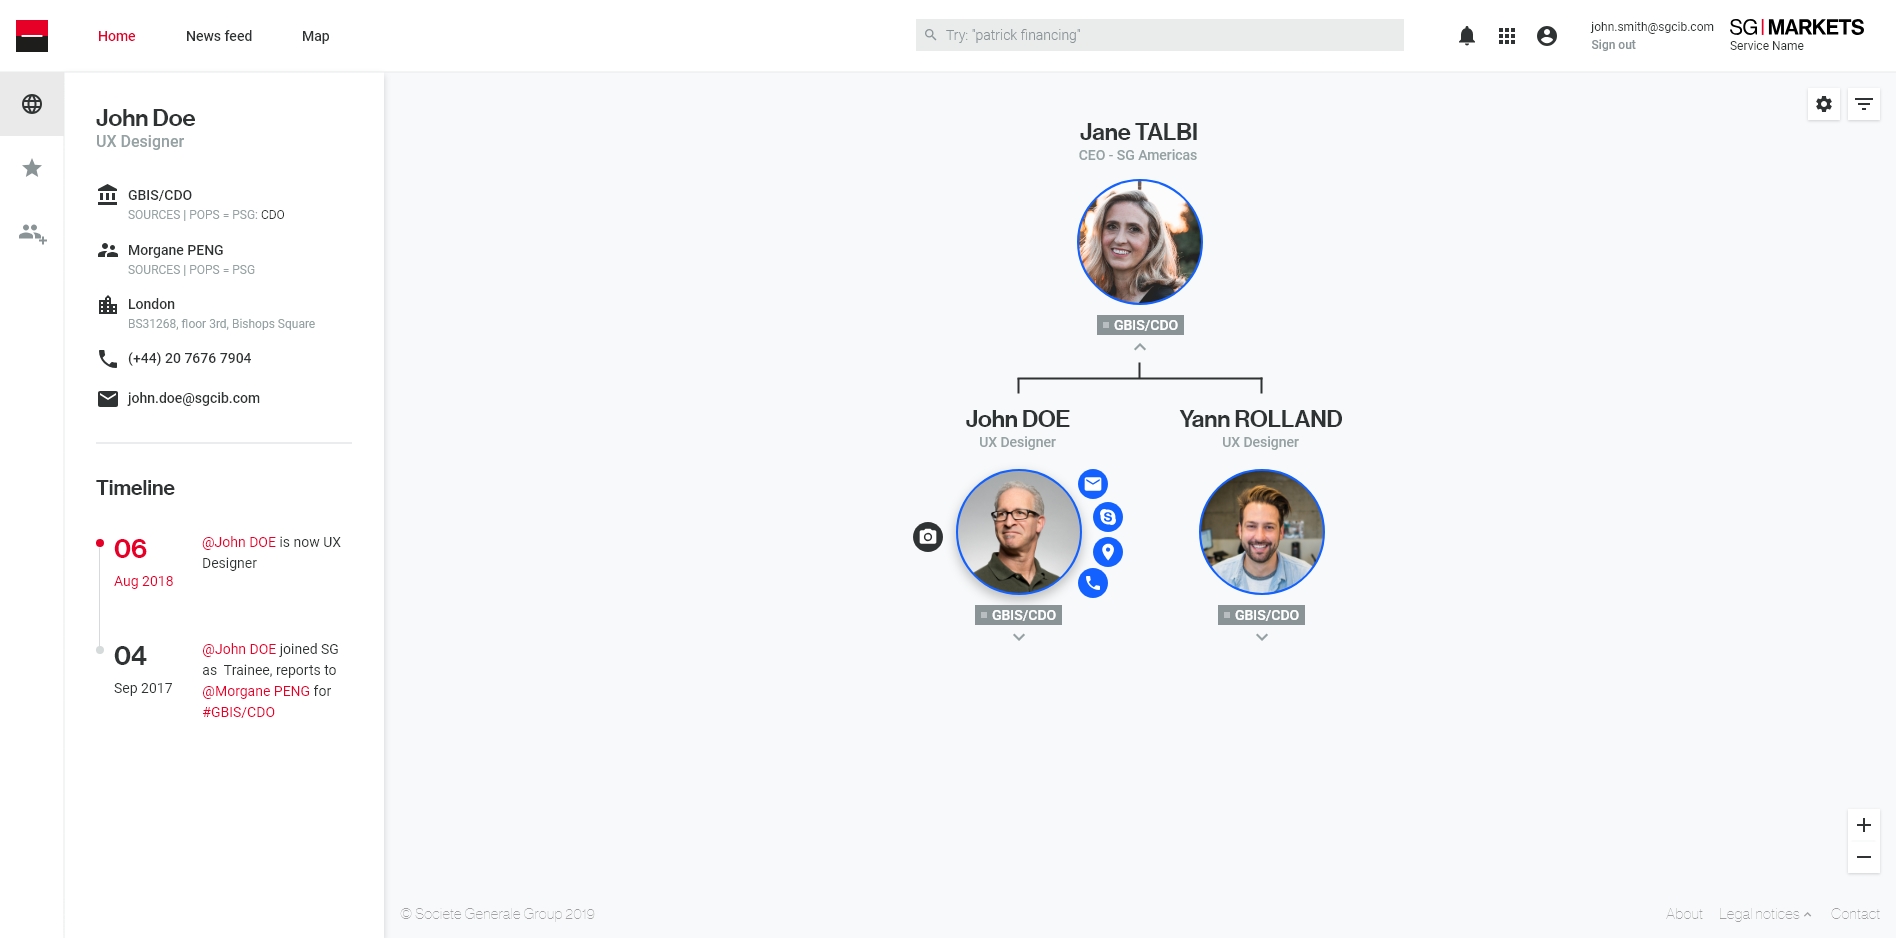 Home
News feed
Map
Try: "patrick financing"
john.smith@sgcib.com
Sign out
SG|MARKETS
Service Name
John Doe
UX Designer
GBIS/CDO
SOURCES | POPS = PSG: CDO
Morgane PENG
SOURCES | POPS = PSG
London
BS31268, floor 3rd, Bishops Square
(+44) 20 7676 7904
john.doe@sgcib.com
Timeline
06
Aug 2018
@John DOE is now UX
Designer
04
Sep 2017
@John DOE joined SG
as Trainee, reports to
@Morgane PENG for
#GBIS/CDO
Jane TALBI
CEO - SG Americas
GBIS/CDO
John DOE
UX Designer
GBIS/CDO
Yann ROLLAND
UX Designer
GBIS/CDO
© Societe Generale Group 2019
About
Legal notices
Contact